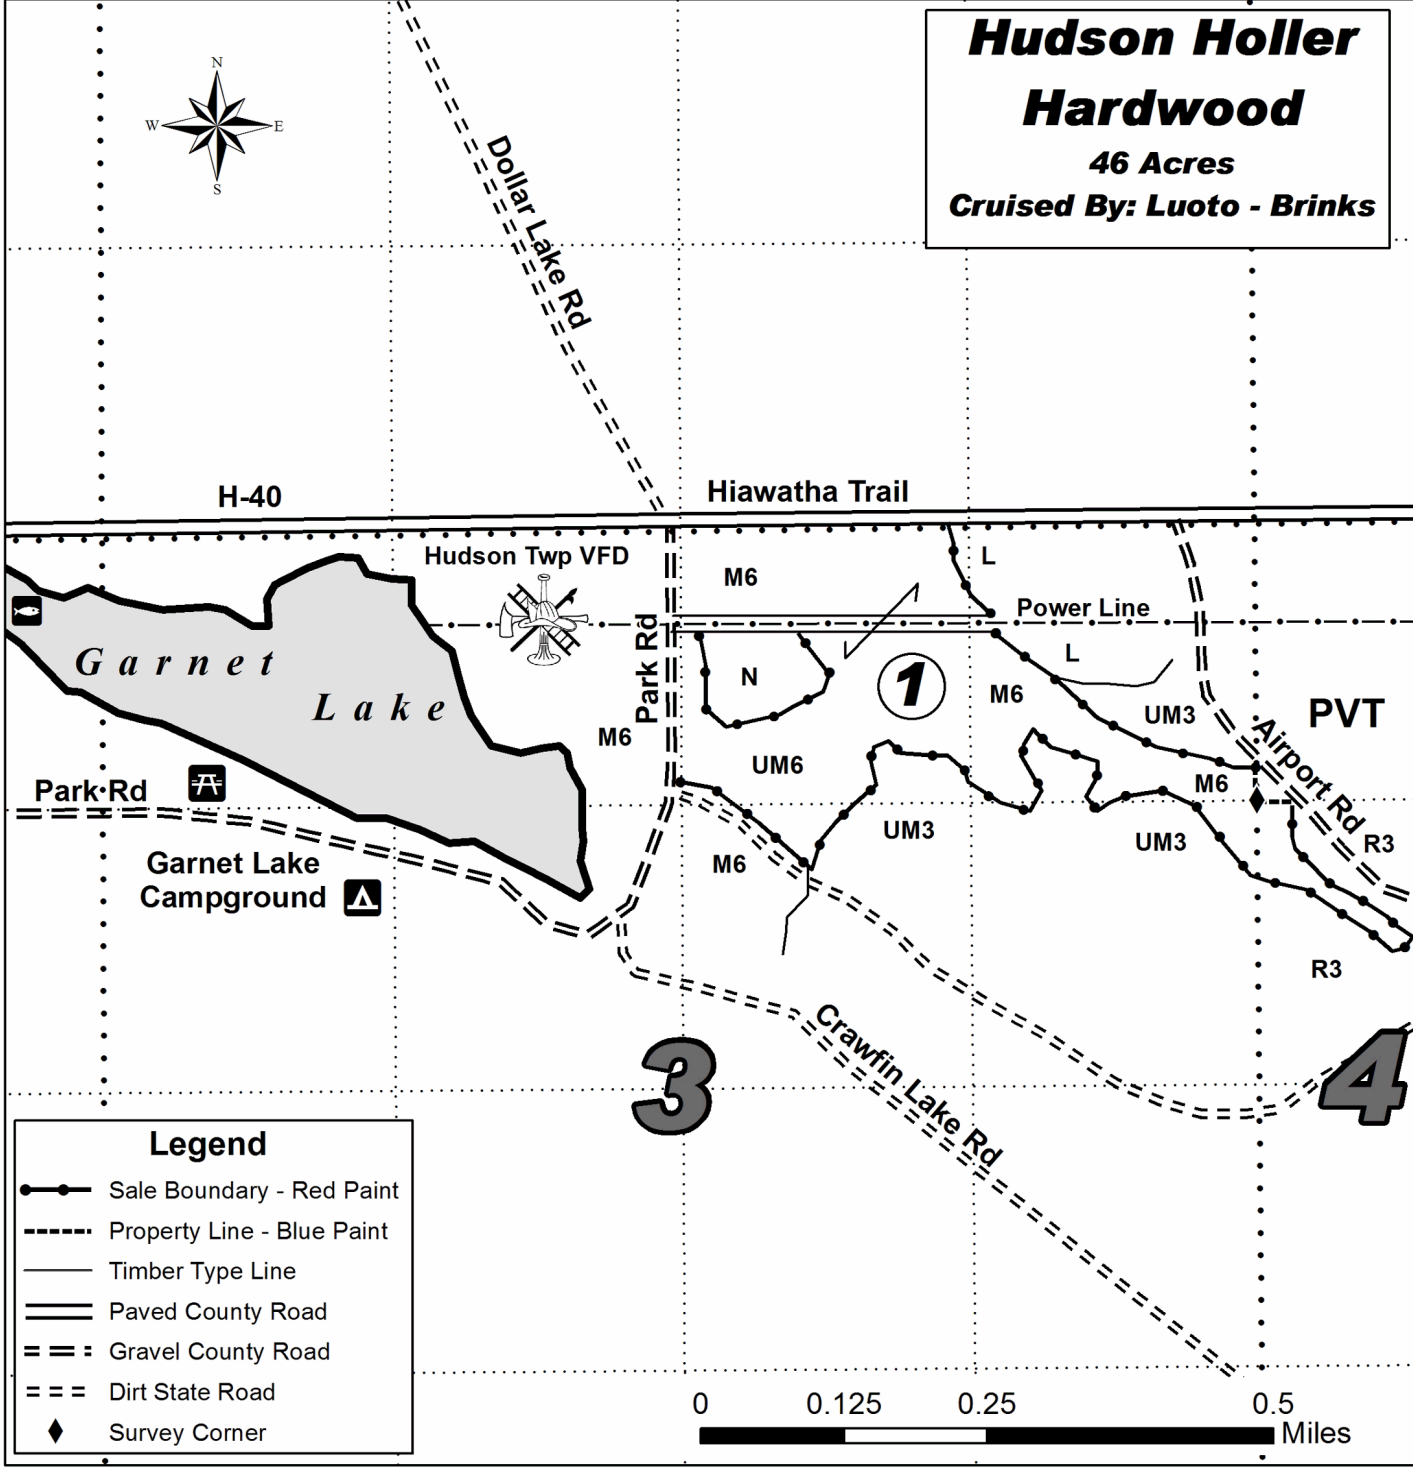 Hudson Holler
Hardwood
46 Acres
Cruised By: Luoto - Brinks
N
W
E
S
Dollar Lake Rd
H-40
Hiawatha Trail
Hudson Twp VFD
M6
L
Power Line
Park Rd
Garnet
Lake
N
1
L
M6
M6
UM3
PVT
UM6
Airport Rd
M6
Park Rd
UM3
UM3
R3
M6
Garnet Lake
Campground
R3
Crawfin Lake Rd
3
4
Legend
Sale Boundary - Red Paint
Property Line - Blue Paint
Timber Type Line
Paved County Road
Gravel County Road
Dirt State Road
Survey Corner
0 0.125 0.25 0.5
Miles